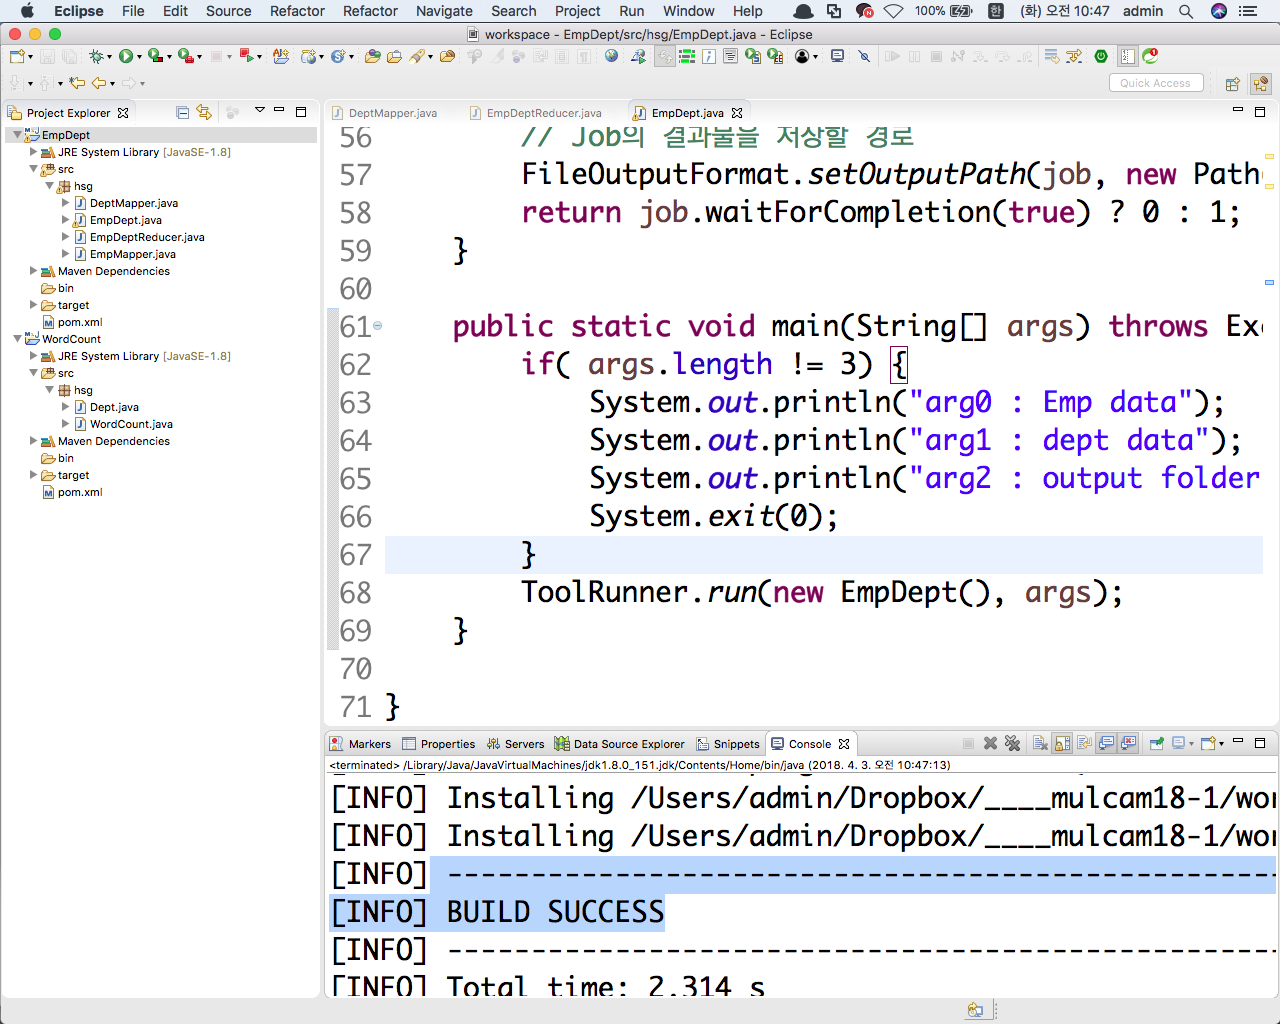 Eclipse File Edit Source Refactor Refactor Navigate Search Project Run Window Help 100% 한 (화) 오전 10:47 admin
workspace - EmpDept/src/hsg/EmpDept.java - Eclipse
Quick Access
Project Explorer
EmpDept
JRE System Library [JavaSE-1.8]
src
hsg
DeptMapper.java
EmpDept.java
EmpDeptReducer.java
EmpMapper.java
Maven Dependencies
bin
target
pom.xml
WordCount
JRE System Library [JavaSE-1.8]
src
hsg
Dept.java
WordCount.java
Maven Dependencies
bin
target
pom.xml
DeptMapper.java EmpDeptReducer.java EmpDept.java
56 // Job의 결과물을 저장할 경로
57 FileOutputFormat.setOutputPath(job, new Path
58 return job.waitForCompletion(true) ? 0 : 1;
59 }
60
61 public static void main(String[] args) throws Ex
62 if( args.length != 3) {
63 System.out.println("arg0 : Emp data");
64 System.out.println("arg1 : dept data");
65 System.out.println("arg2 : output folder
66 System.exit(0);
67 }
68 ToolRunner.run(new EmpDept(), args);
69 }
70
71 }
Markers Properties Servers Data Source Explorer Snippets Console
<terminated> /Library/Java/JavaVirtualMachines/jdk1.8.0_151.jdk/Contents/Home/bin/java (2018. 4. 3. 오전 10:47:13)
[INFO] Installing /Users/admin/Dropbox/____mulcam18-1/wor
[INFO] Installing /Users/admin/Dropbox/____mulcam18-1/wor
[INFO] -------------------------------------------------
[INFO] BUILD SUCCESS
[INFO] -------------------------------------------------
[INFO] Total time: 2.314 s